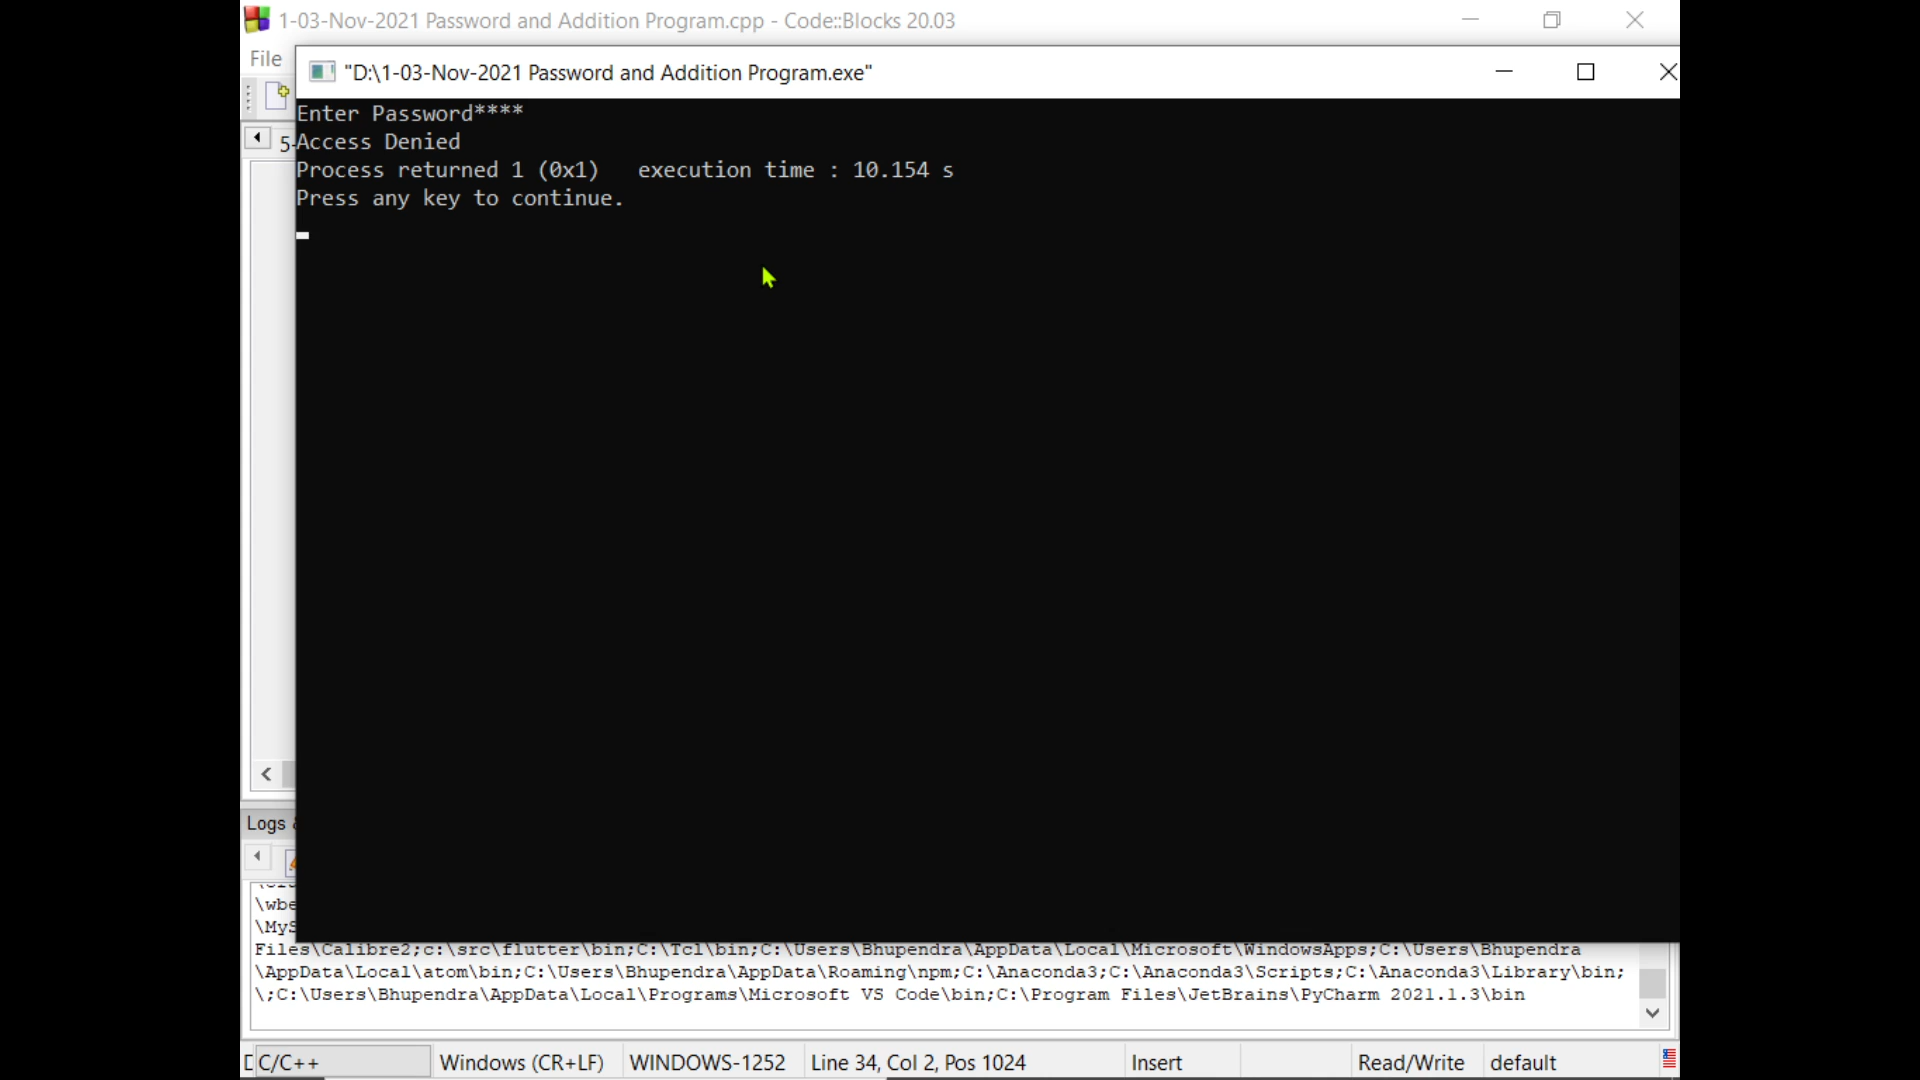 1-03-Nov-2021 Password and Addition Program.cpp - Code::Blocks 20.03
File
"D:\1-03-Nov-2021 Password and Addition Program.exe"
Enter Password****
Access Denied
Process returned 1 (0x1)   execution time : 10.154 s
Press any key to continue.
5-
Logs
\wbe
\MyS
Files\Calibre2;c:\src\flutter\bin;C:\Tcl\bin;C:\Users\Bhupendra\AppData\Local\Microsoft\WindowsApps;C:\Users\Bhupendra
\AppData\Local\atom\bin;C:\Users\Bhupendra\AppData\Roaming\npm;C:\Anaconda3;C:\Anaconda3\Scripts;C:\Anaconda3\Library\bin;
\;C:\Users\Bhupendra\AppData\Local\Programs\Microsoft VS Code\bin;C:\Program Files\JetBrains\PyCharm 2021.1.3\bin
C/C++ Windows (CR+LF) WINDOWS-1252 Line 34, Col 2, Pos 1024 Insert Read/Write default